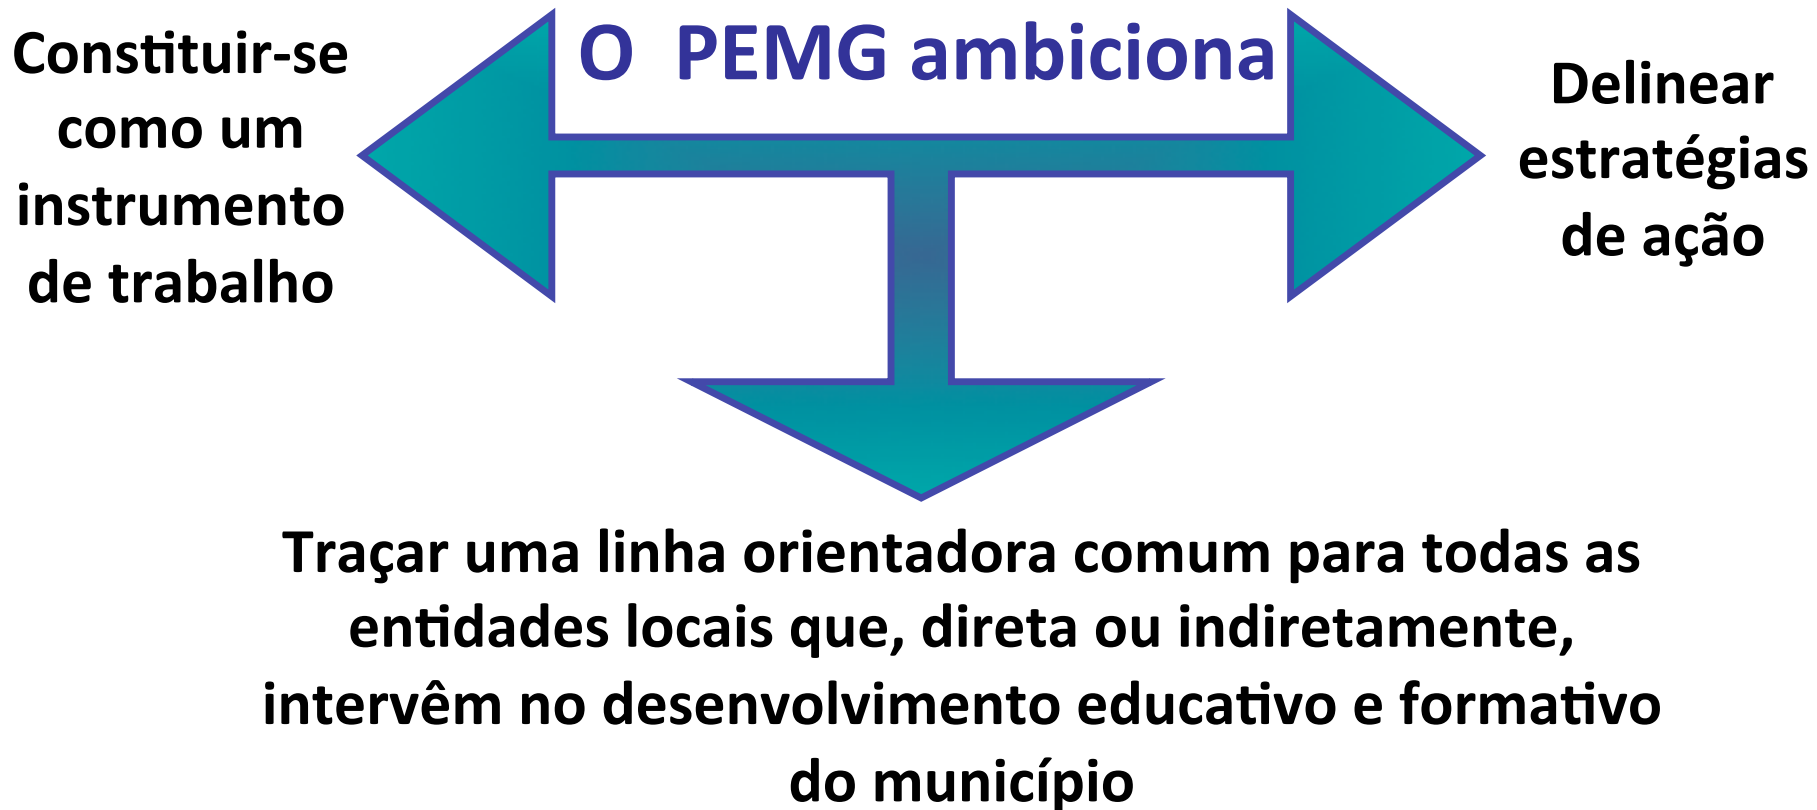 O PEMG ambiciona
Constituir-se
como um
instrumento
de trabalho
Delinear
estratégias
de ação
Traçar uma linha orientadora comum para todas as
entidades locais que, direta ou indiretamente,
intervêm no desenvolvimento educativo e formativo
do município